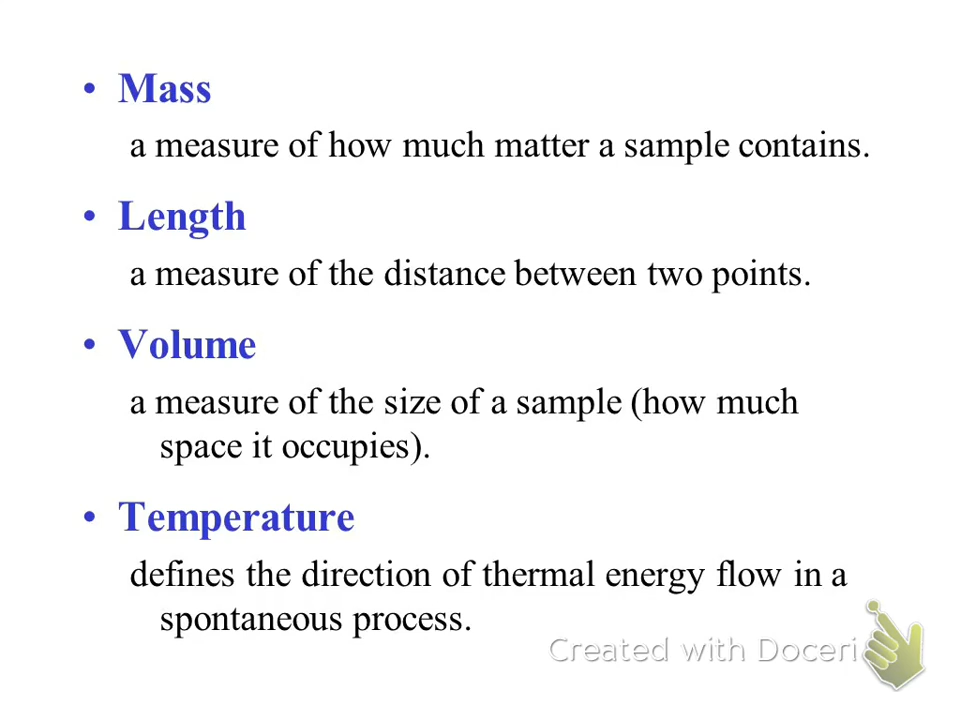 • Mass
a measure of how much matter a sample contains.
• Length
a measure of the distance between two points.
• Volume
a measure of the size of a sample (how much
space it occupies).
• Temperature
defines the direction of thermal energy flow in a
spontaneous process.
Created with Doceri